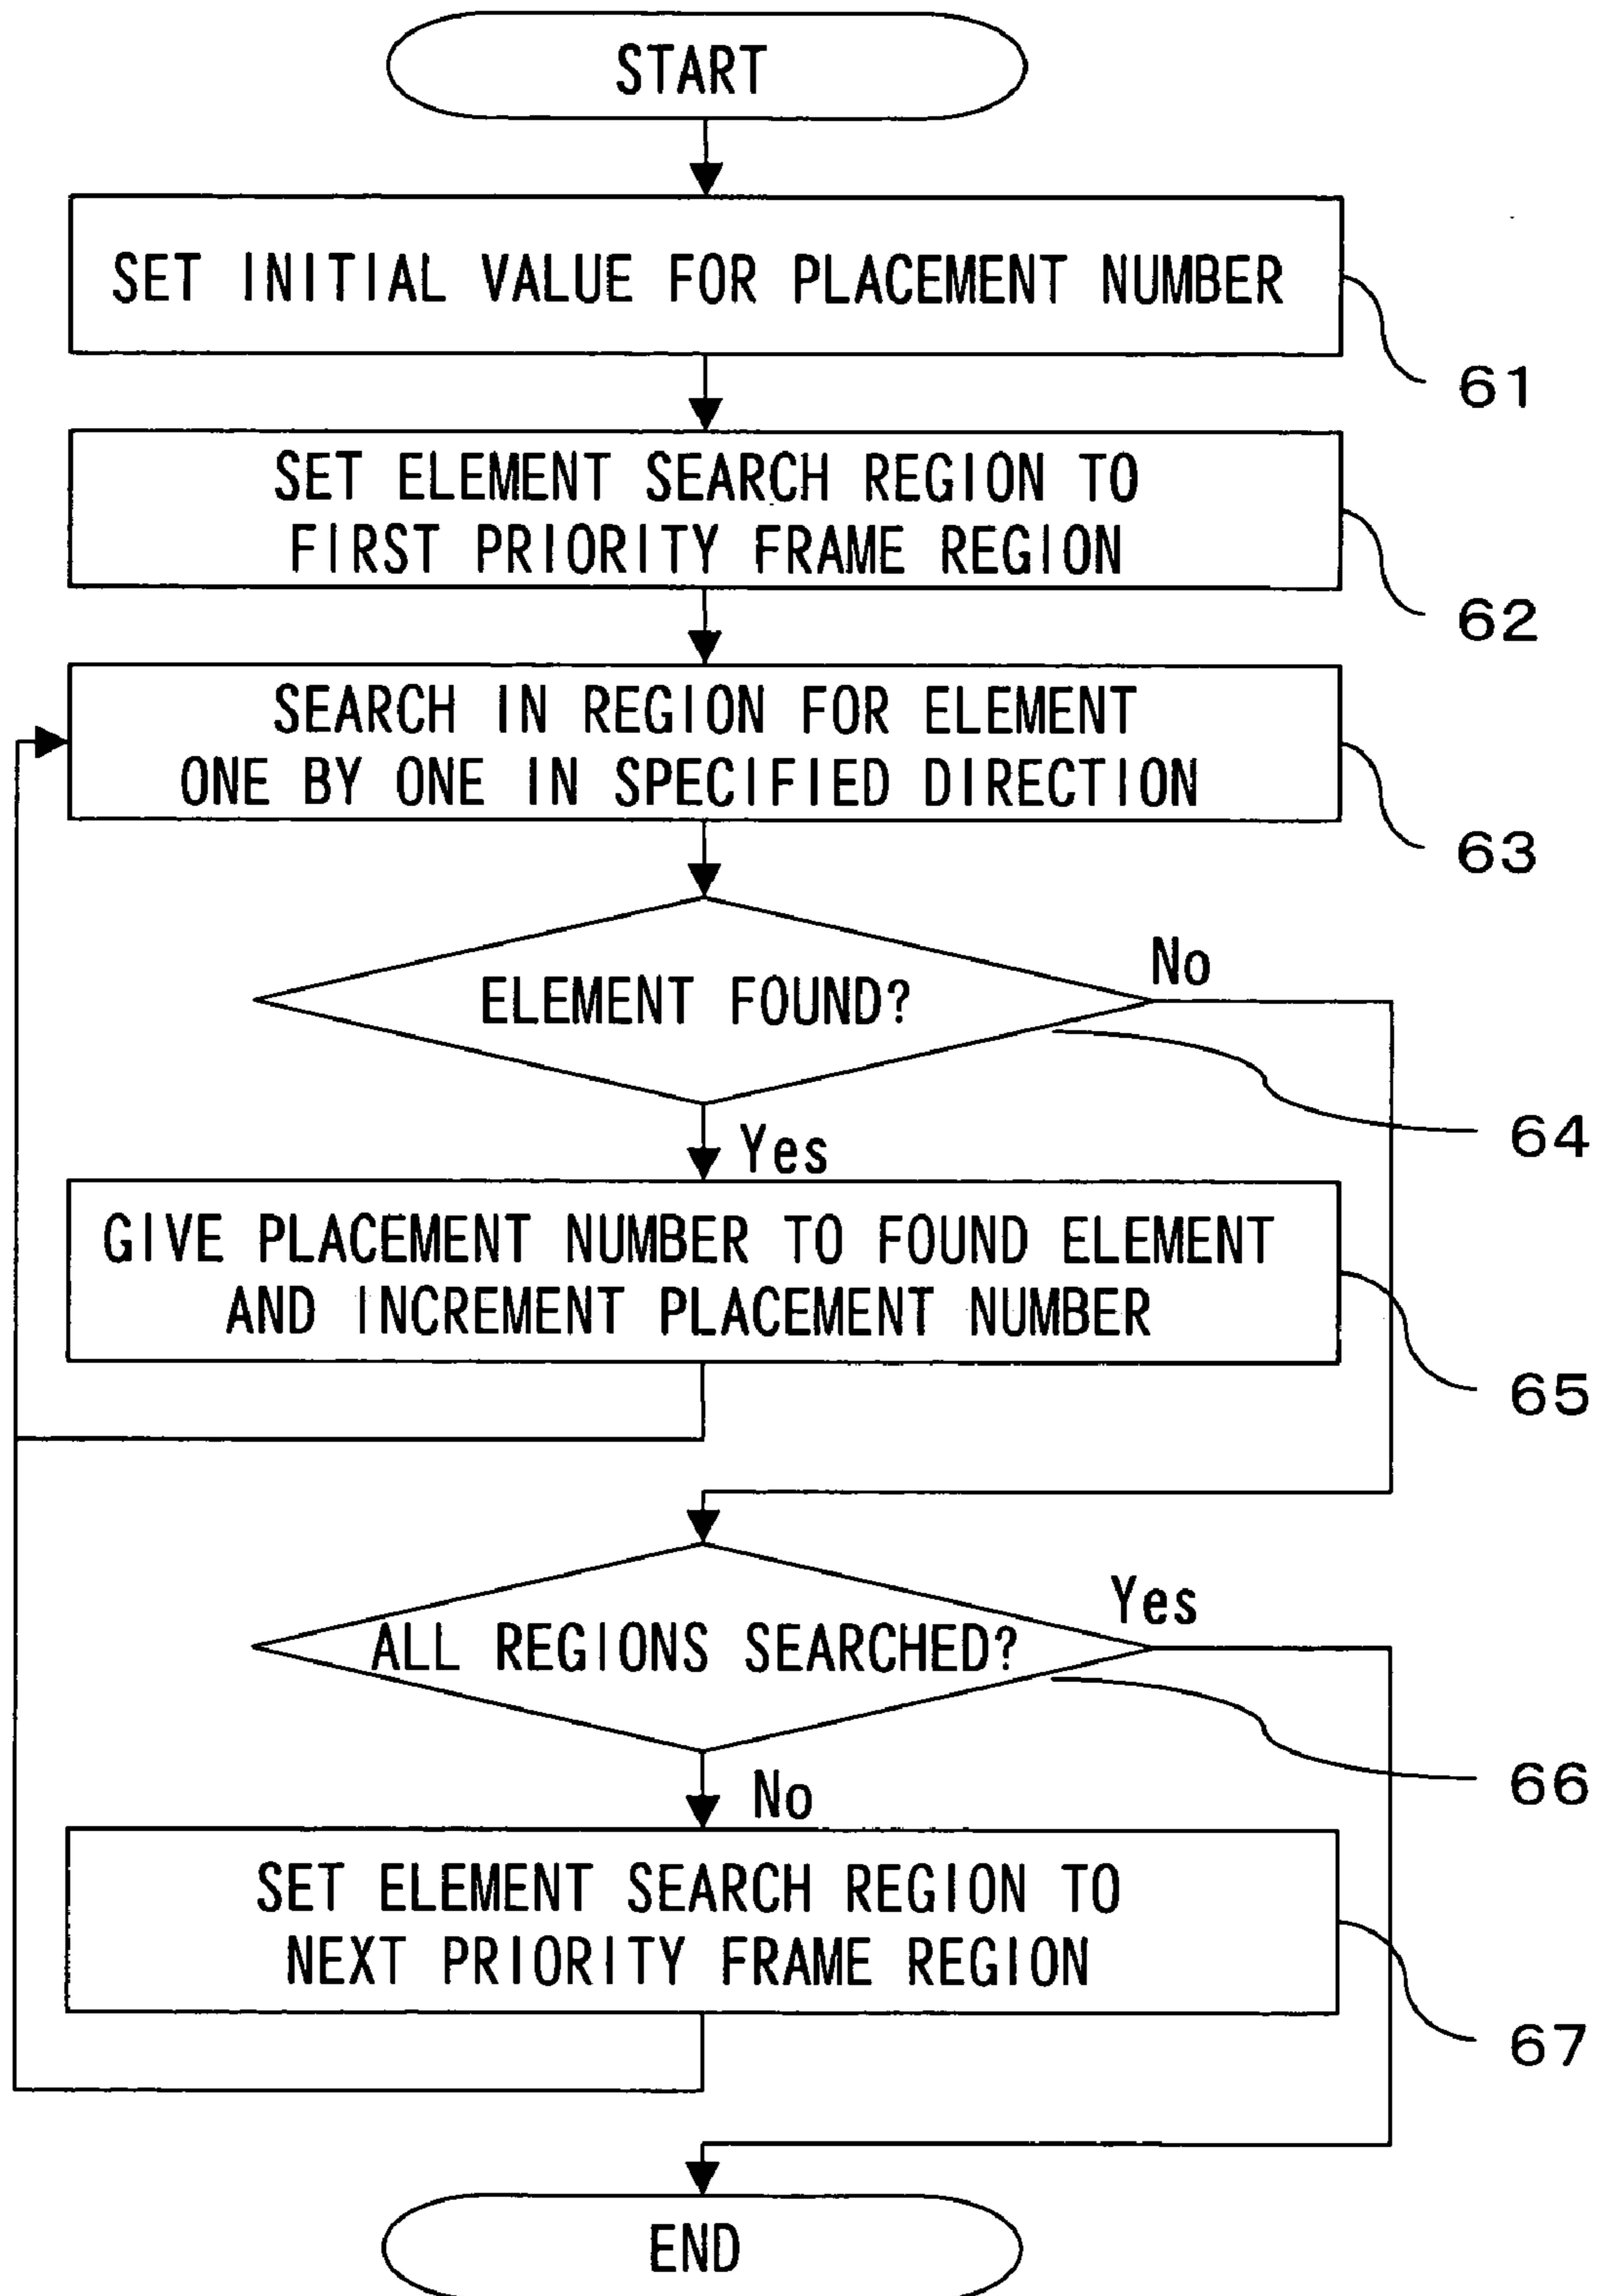 START
SET INITIAL VALUE FOR PLACEMENT NUMBER
61
SET ELEMENT SEARCH REGION TO
FIRST PRIORITY FRAME REGION
62
SEARCH IN REGION FOR ELEMENT
ONE BY ONE IN SPECIFIED DIRECTION
63
No
ELEMENT FOUND?
64
Yes
GIVE PLACEMENT NUMBER TO FOUND ELEMENT
AND INCREMENT PLACEMENT NUMBER
65
Yes
ALL REGIONS SEARCHED?
66
No
SET ELEMENT SEARCH REGION TO
NEXT PRIORITY FRAME REGION
67
END